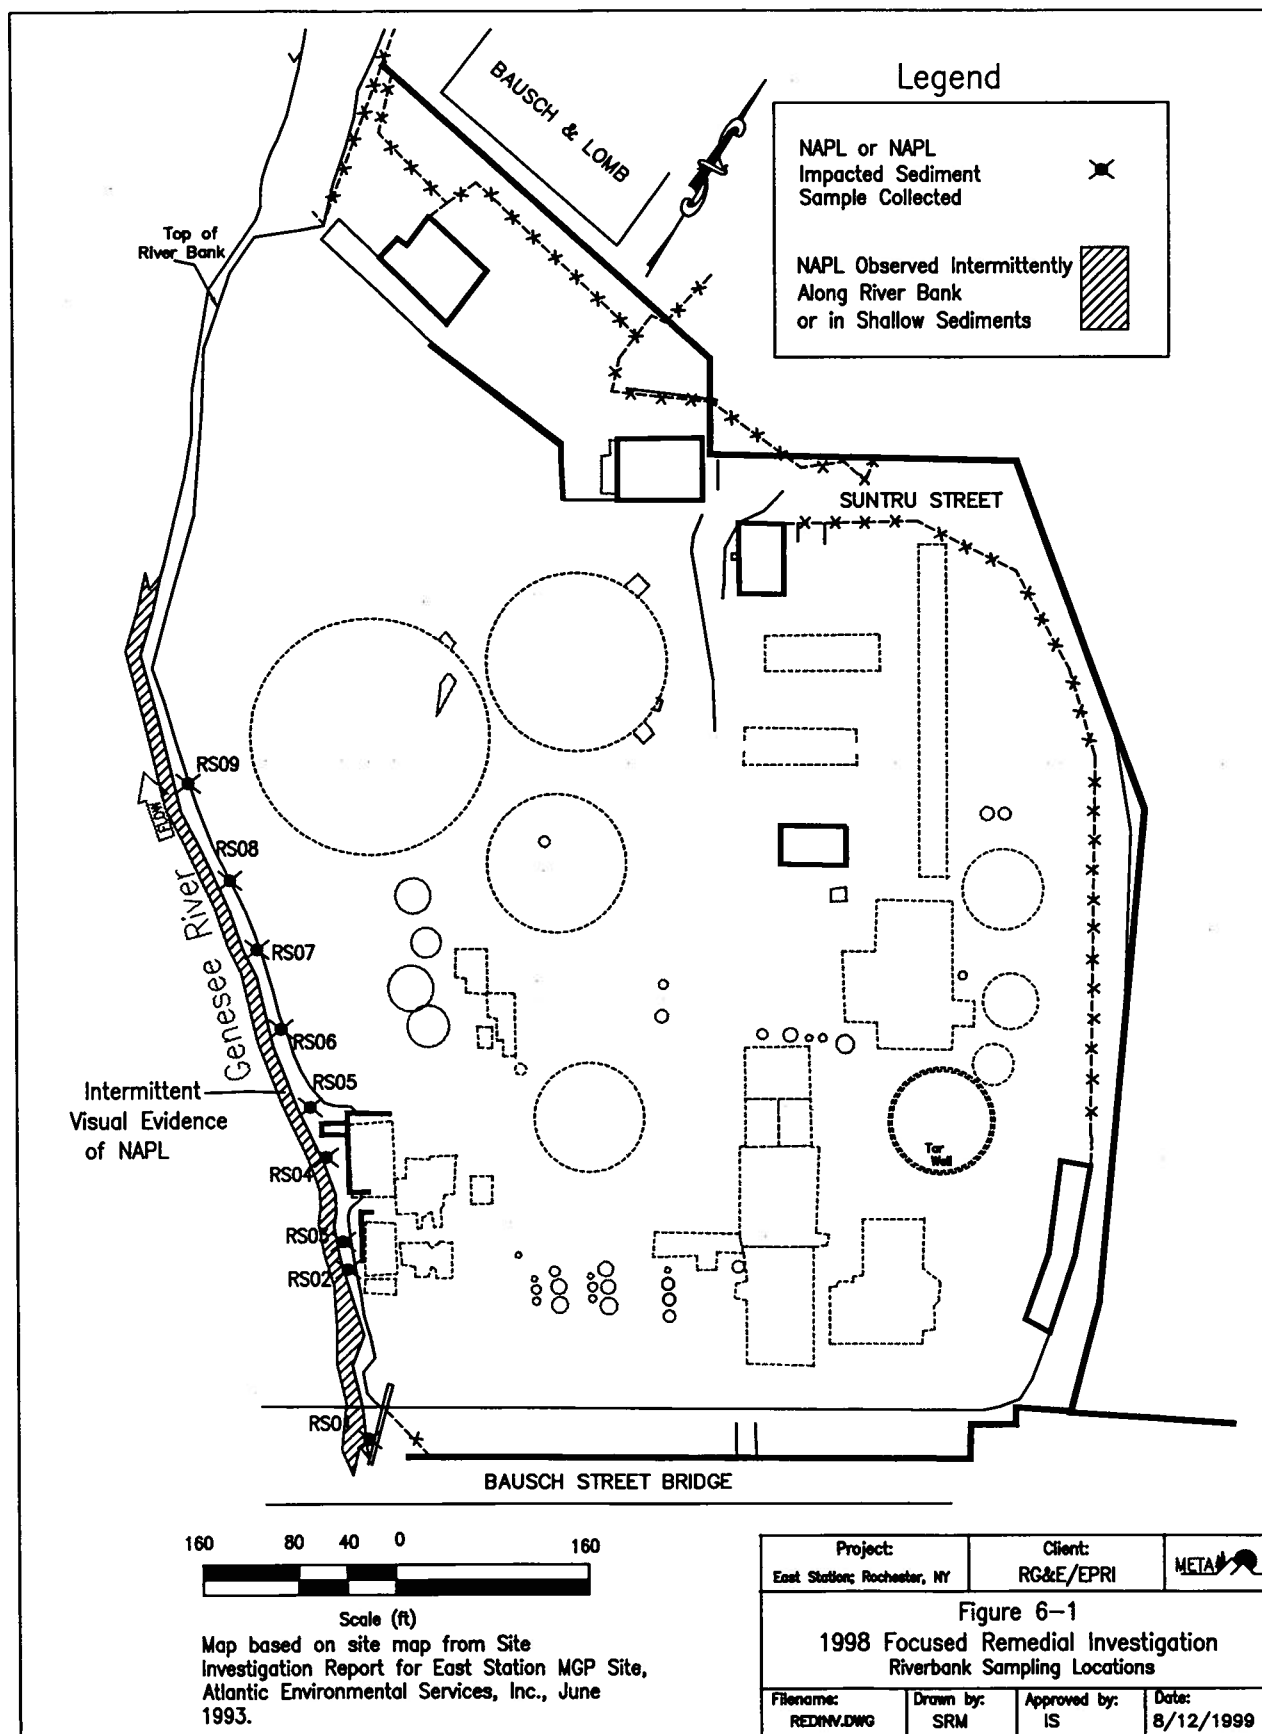 Legend
NAPL or NAPL
Impacted Sediment
Sample Collected
NAPL Observed Intermittently
Along River Bank
or in Shallow Sediments
BAUSCH & LOMB
Top of
River Bank
SUNTRU STREET
RS09
FLOW
RS08
Genesee River
RS07
RS06
RS05
Intermittent
Visual Evidence
of NAPL
RS04
Tar
Well
RS03
RS02
RS01
BAUSCH STREET BRIDGE
160 80 40 0 160
Scale (ft)
Map based on site map from Site
Investigation Report for East Station MGP Site,
Atlantic Environmental Services, Inc., June
1993.
Project:
East Station; Rochester, NY
Client:
RG&E/EPRI
META
Figure 6-1
1998 Focused Remedial Investigation
Riverbank Sampling Locations
Filename:
REDINV.DWG
Drawn by:
SRM
Approved by:
IS
Date:
8/12/1999